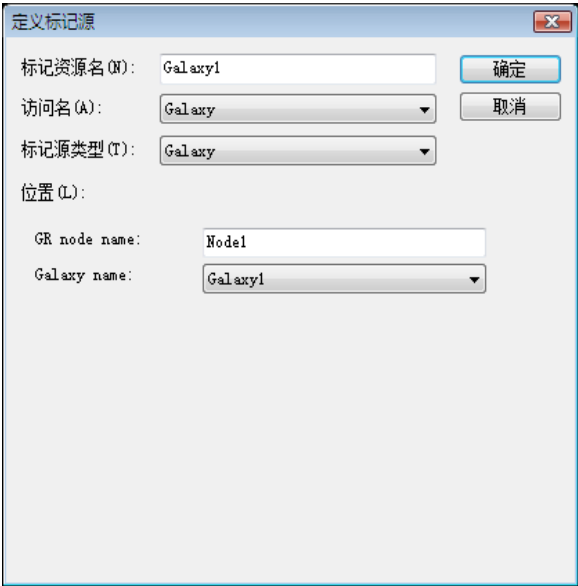 定义标记源
标记资源名(N): Galaxy1 确定
访问名(A): Galaxy 取消
标记源类型(T): Galaxy
位置(L):
GR node name: Node1
Galaxy name: Galaxy1